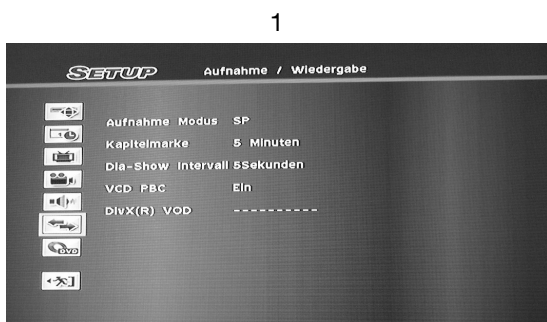 1
SETUP Aufnahme / Wiedergabe
Aufnahme Modus SP
Kapitelmarke 5 Minuten
Dia-Show Intervall 5Sekunden
VCD PBC Ein
DivX(R) VOD ----------
DVD